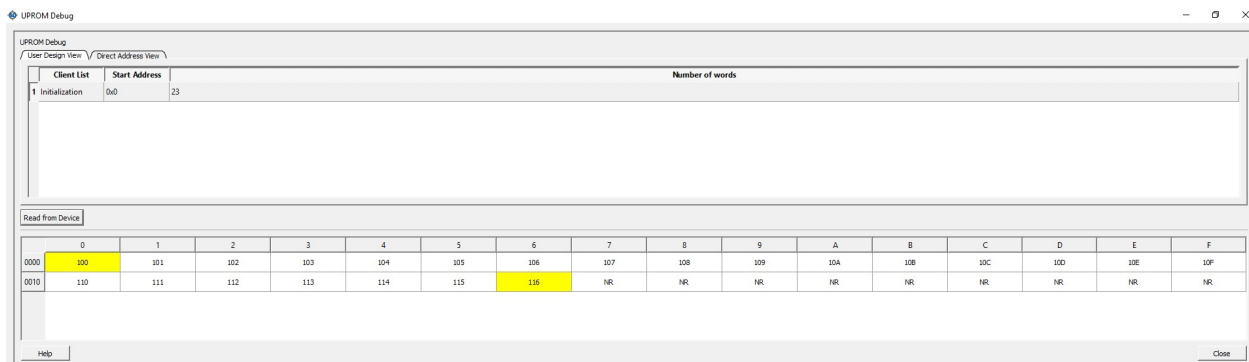 UPROM Debug
UPROM Debug
User Design View Direct Address View
Client List Start Address Number of words
1 Initialization 0x0 23
Read from Device
0 1 2 3 4 5 6 7 8 9 A B C D E F
0000 100 101 102 103 104 105 106 107 108 109 10A 10B 10C 10D 10E 10F
0010 110 111 112 113 114 115 116 NR NR NR NR NR NR NR NR NR
Help Close